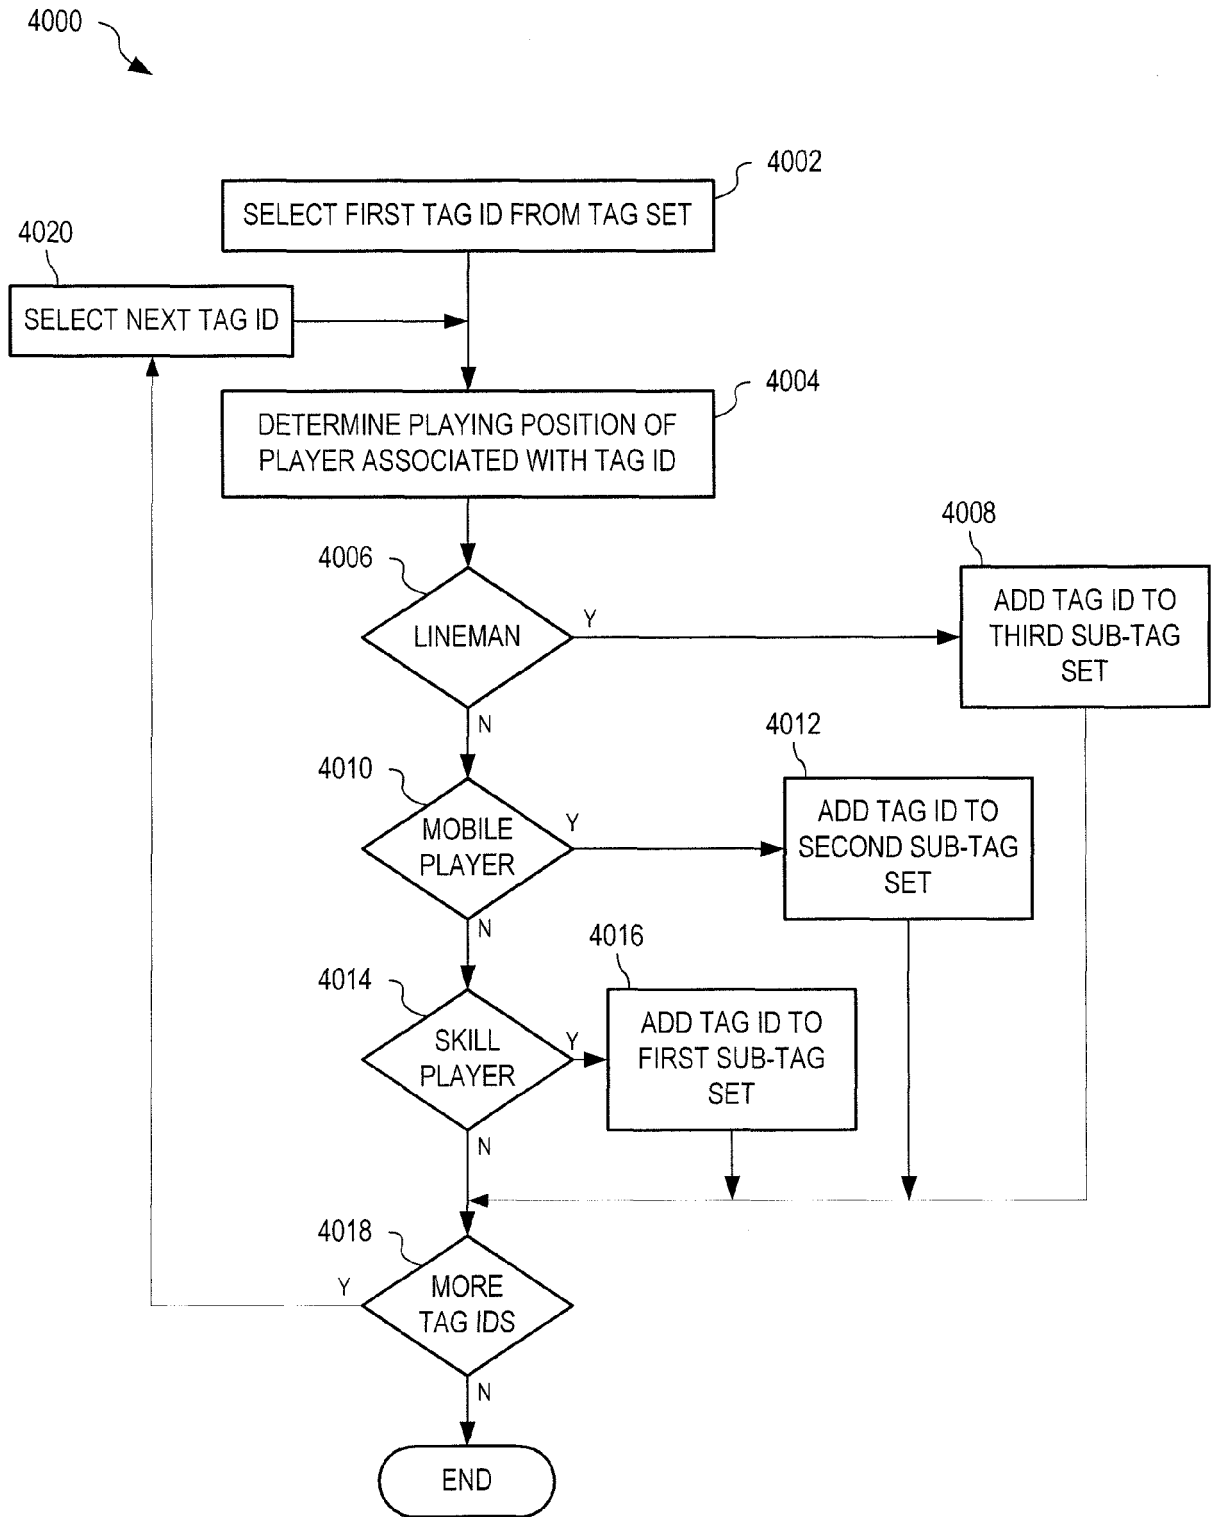 4000
4002
SELECT FIRST TAG ID FROM TAG SET
4020
SELECT NEXT TAG ID
4004
DETERMINE PLAYING POSITION OF
PLAYER ASSOCIATED WITH TAG ID
4006
LINEMAN
Y
N
4008
ADD TAG ID TO
THIRD SUB-TAG
SET
4010
MOBILE
PLAYER
Y
N
4012
ADD TAG ID TO
SECOND SUB-TAG
SET
4014
SKILL
PLAYER
Y
N
4016
ADD TAG ID TO
FIRST SUB-TAG
SET
4018
MORE
TAG IDS
Y
N
END